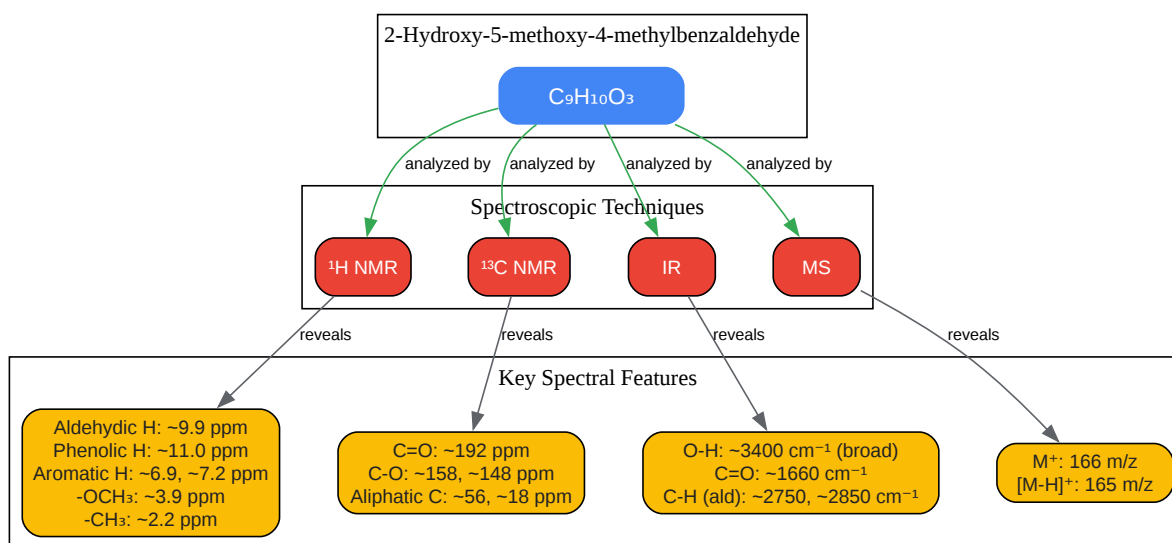 2-Hydroxy-5-methoxy-4-methylbenzaldehyde
C₉H₁₀O₃
analyzed by
analyzed by
analyzed by
analyzed by
Spectroscopic Techniques
¹H NMR
¹³C NMR
IR
MS
reveals
reveals
reveals
reveals
Key Spectral Features
Aldehydic H: ~9.9 ppm
Phenolic H: ~11.0 ppm
Aromatic H: ~6.9, ~7.2 ppm
-OCH₃: ~3.9 ppm
-CH₃: ~2.2 ppm
C=O: ~192 ppm
C-O: ~158, ~148 ppm
Aliphatic C: ~56, ~18 ppm
O-H: ~3400 cm⁻¹ (broad)
C=O: ~1660 cm⁻¹
C-H (ald): ~2750, ~2850 cm⁻¹
M⁺: 166 m/z
[M-H]⁺: 165 m/z